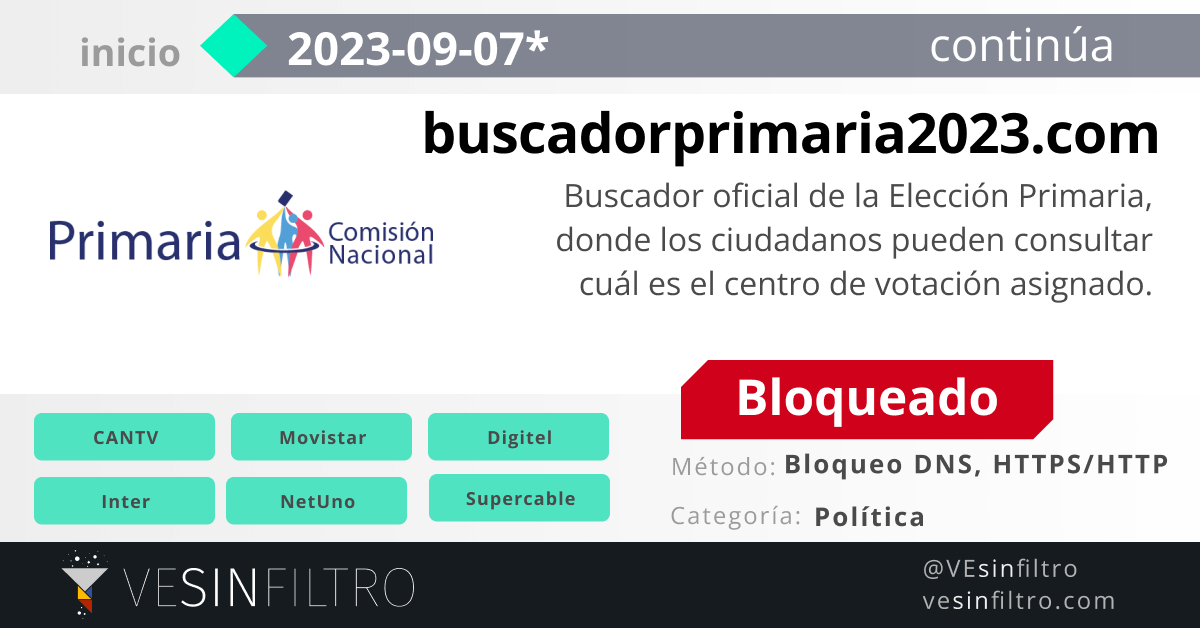 inicio 2023-09-07* continúa
buscadorprimaria2023.com
Buscador oficial de la Elección Primaria,
donde los ciudadanos pueden consultar
cuál es el centro de votación asignado.
Primaria Comisión
Nacional
Bloqueado
CANTV Movistar Digitel
Inter NetUno Supercable
Método: Bloqueo DNS, HTTPS/HTTP
Categoría: Política
VESINFILTRO
@VEsinfiltro
vesinfiltro.com